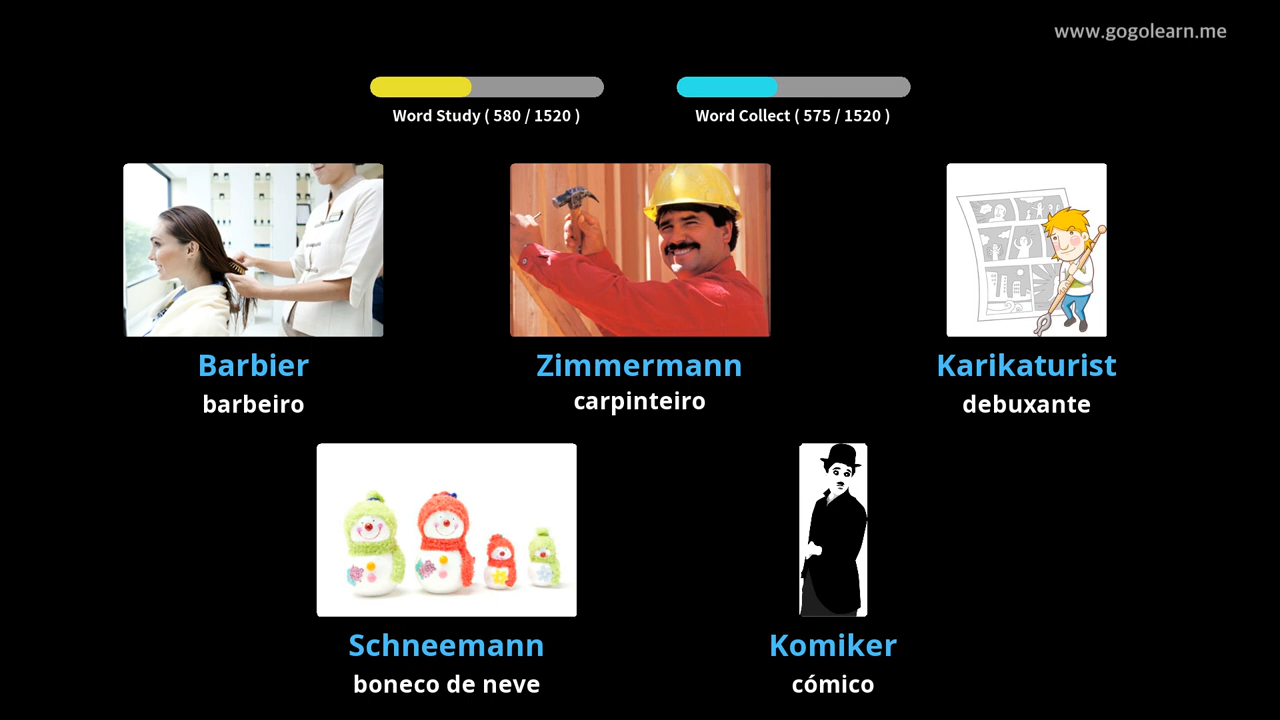 www.gogolearn.me
Word Study ( 580 / 1520 )
Word Collect ( 575 / 1520 )
Barbier
barbeiro
Zimmermann
carpinteiro
Karikaturist
debuxante
Schneemann
boneco de neve
Komiker
cómico